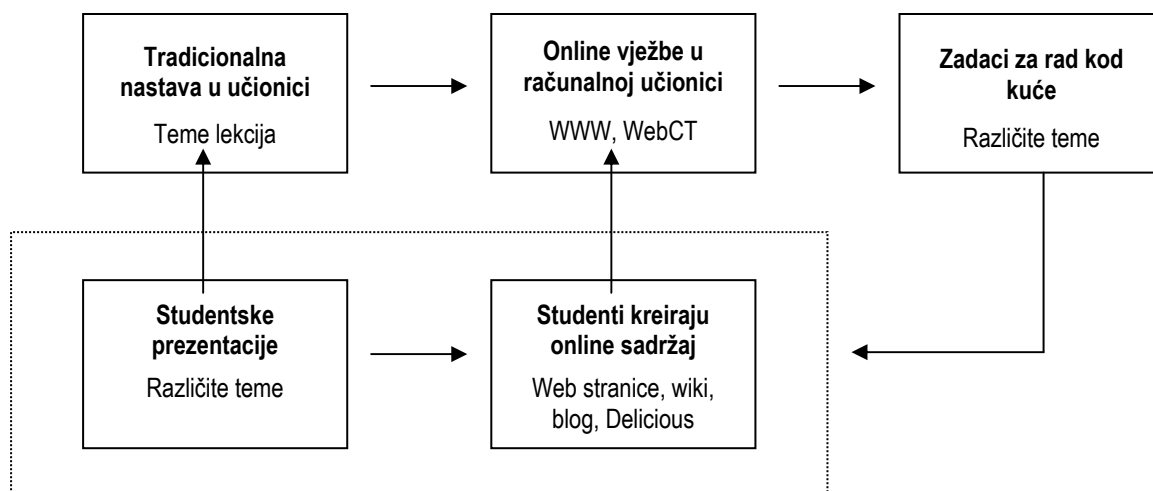 Tradicionalna
nastava u učionici
Teme lekcija
Online vježbe u
računalnoj učionici
WWW, WebCT
Zadaci za rad kod
kuće
Različite teme
Studentske
prezentacije
Različite teme
Studenti kreiraju
online sadržaj
Web stranice, wiki,
blog, Delicious